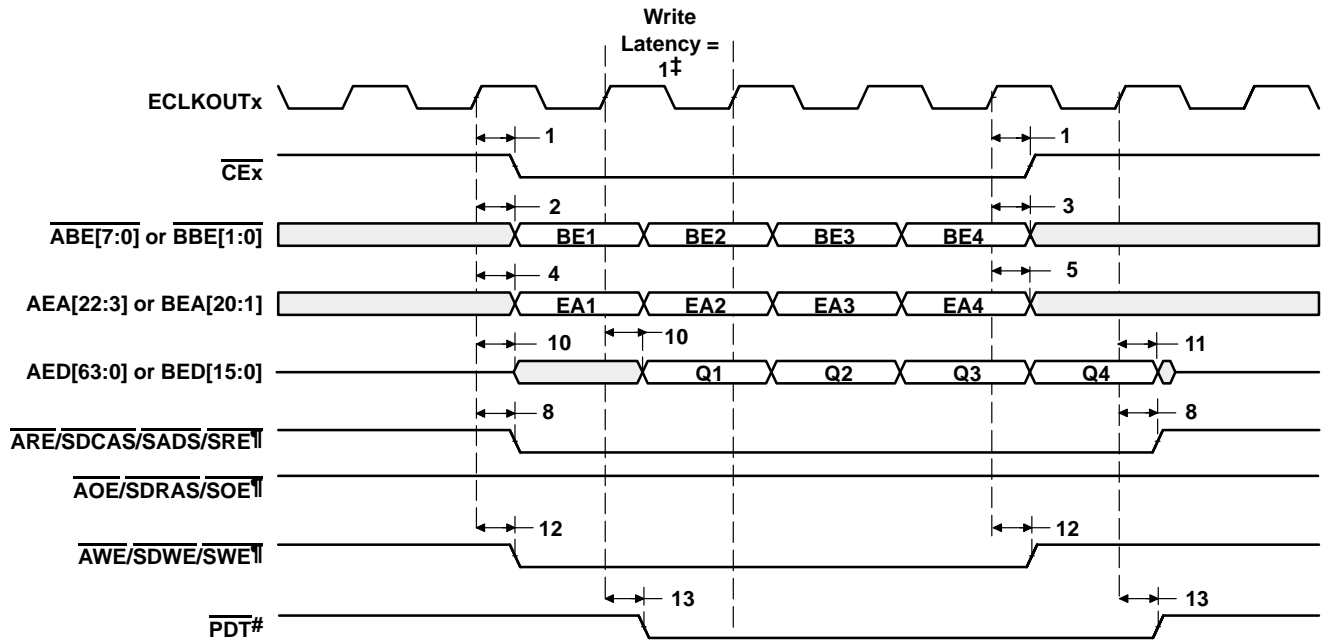 Write
Latency =
1‡
ECLKOUTx
1 1
CEx
2 3
ABE[7:0] or BBE[1:0] BE1 BE2 BE3 BE4
4 5
AEA[22:3] or BEA[20:1] EA1 EA2 EA3 EA4
10 10 11
AED[63:0] or BED[15:0] Q1 Q2 Q3 Q4
8 8
ARE/SDCAS/SADS/SRE¶
AOE/SDRAS/SOE¶
12 12
AWE/SDWE/SWE¶
13 13
PDT#